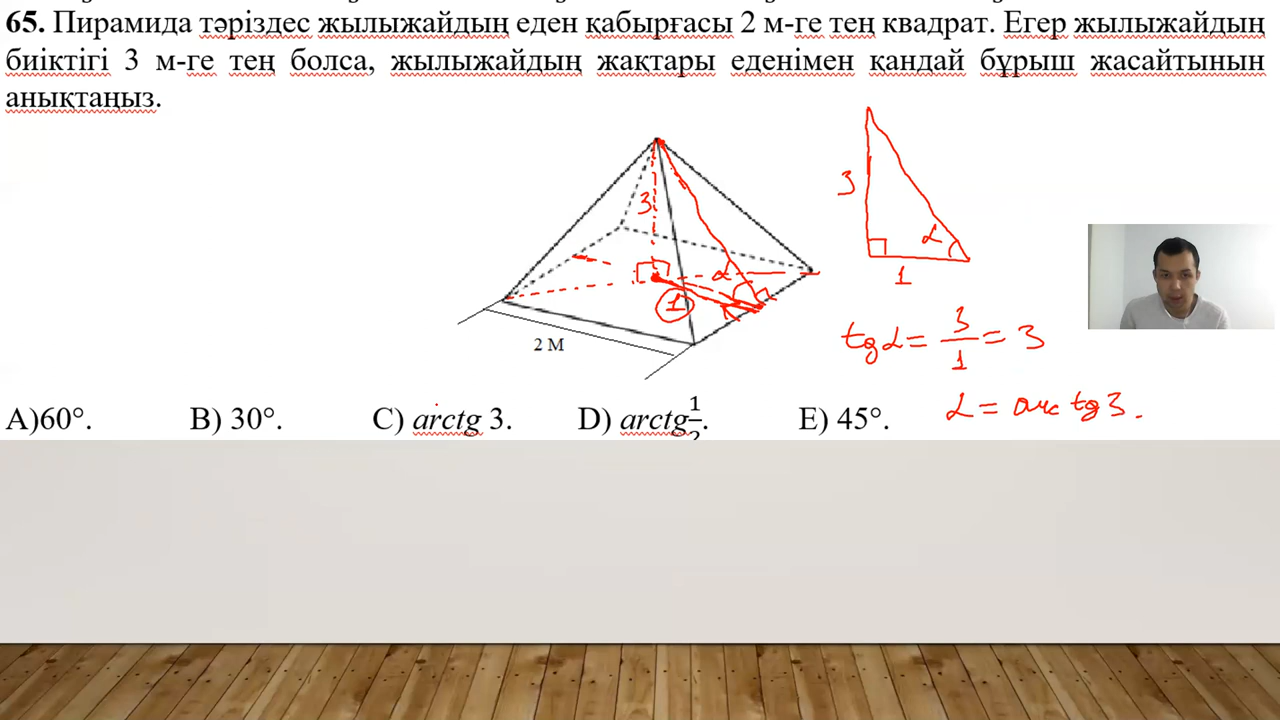 65. Пирамида тәріздес жылыжайдың еден қабырғасы 2 м-ге тең квадрат. Егер жылыжайдың
биіктігі 3 м-ге тең болса, жылыжайдың жақтары еденімен қандай бұрыш жасайтынын
анықтаңыз.
3
α
1
2 М
3
α
1
tg α = 3/1 = 3
α = arc tg 3.
A)60°. B) 30°. C) arctg 3. D) arctg 1/. E) 45°.